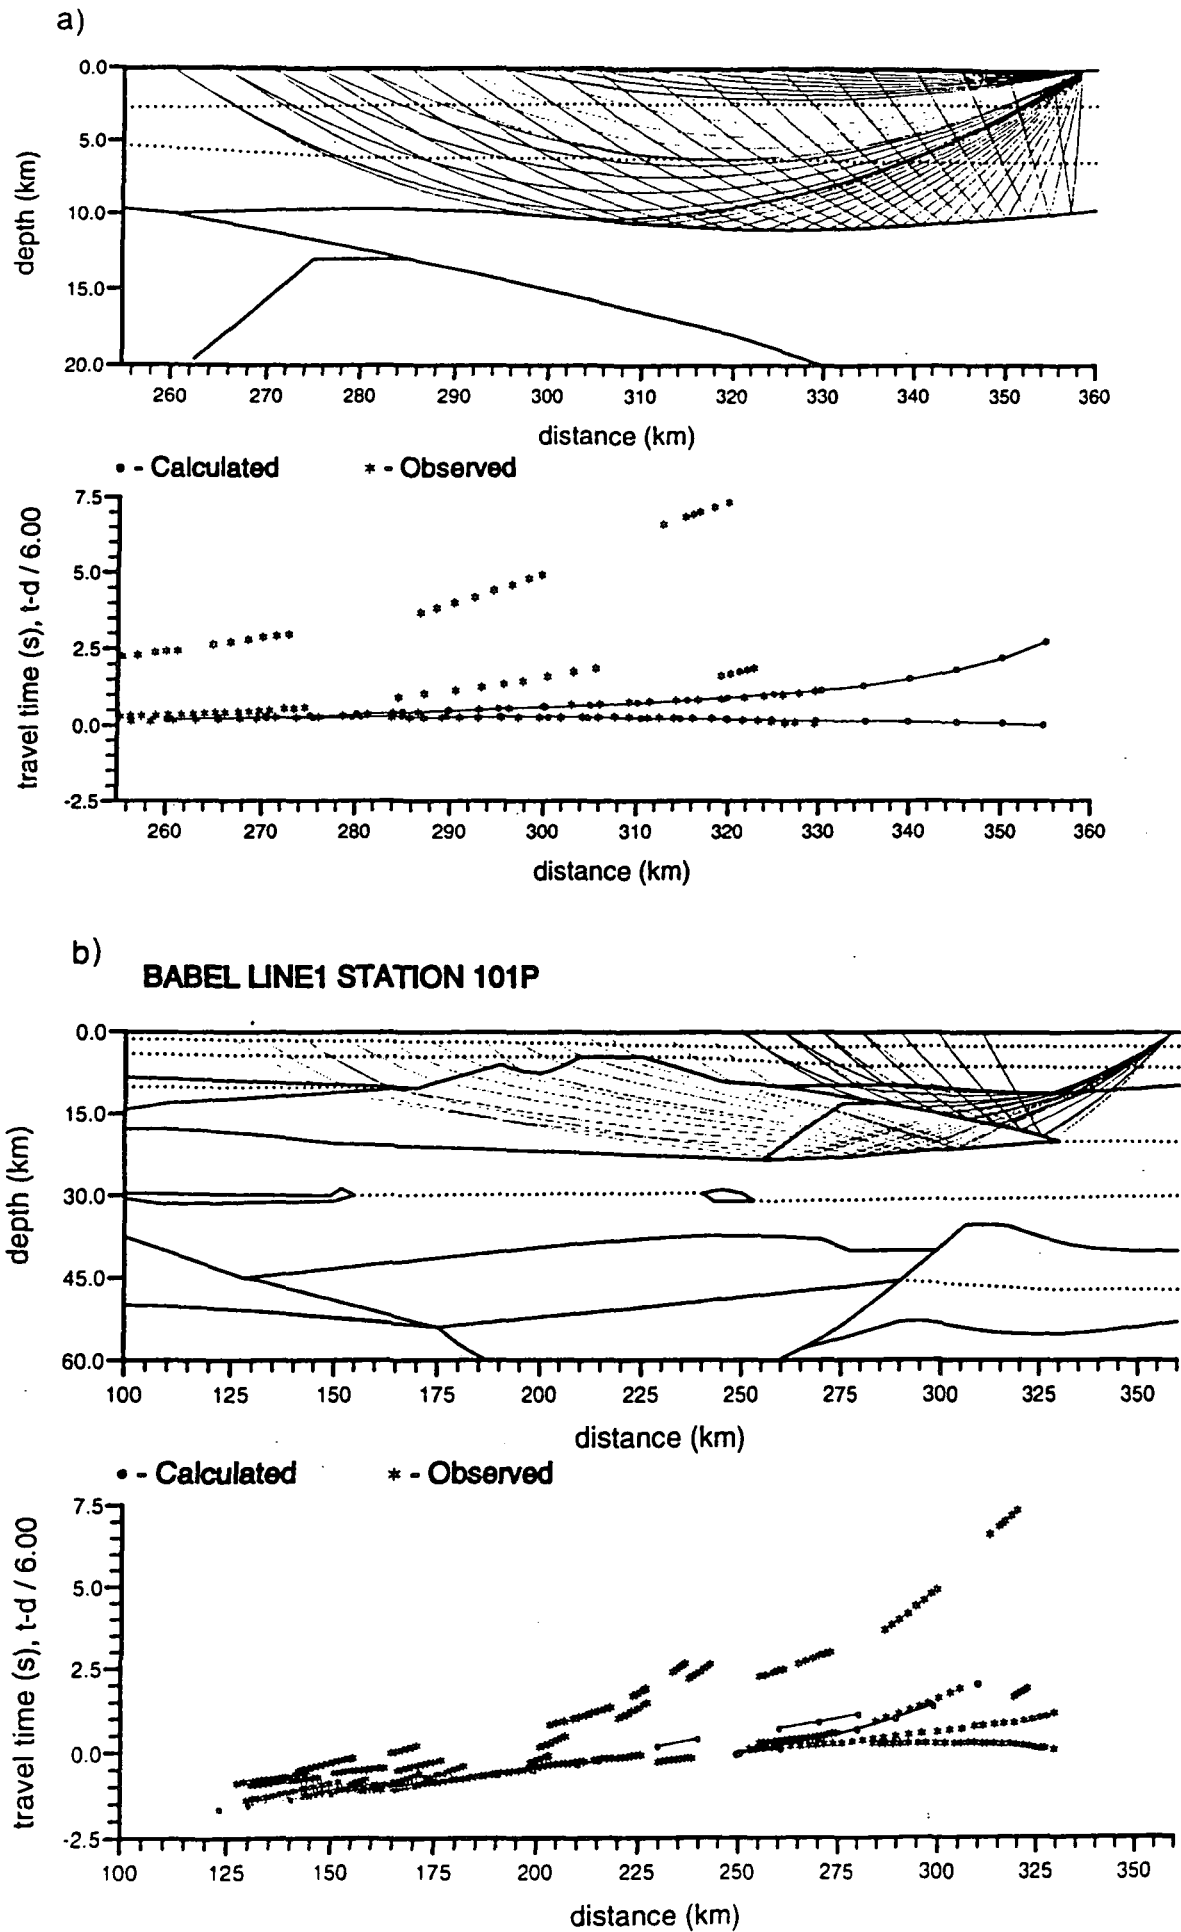 a)
0.0
5.0
10.0
15.0
20.0
depth (km)
260 270 280 290 300 310 320 330 340 350 360
distance (km)
• - Calculated * - Observed
7.5
5.0
2.5
0.0
-2.5
travel time (s), t-d / 6.00
260 270 280 290 300 310 320 330 340 350 360
distance (km)
b)
BABEL LINE1 STATION 101P
0.0
15.0
30.0
45.0
60.0
depth (km)
100 125 150 175 200 225 250 275 300 325 350
distance (km)
• - Calculated * - Observed
7.5
5.0
2.5
0.0
-2.5
travel time (s), t-d / 6.00
100 125 150 175 200 225 250 275 300 325 350
distance (km)